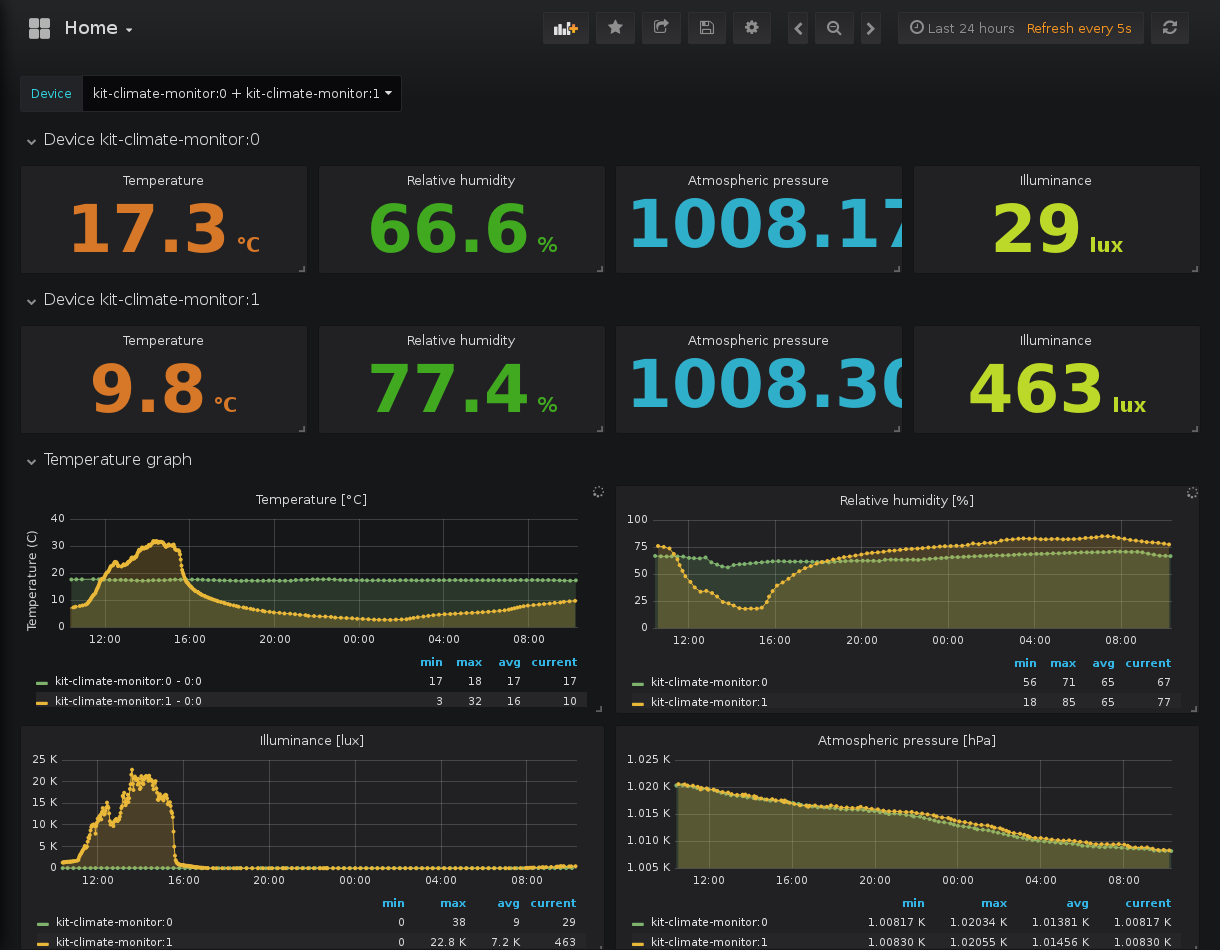 Home
Last 24 hours Refresh every 5s
Device kit-climate-monitor:0 + kit-climate-monitor:1
Device kit-climate-monitor:0
Temperature Relative humidity Atmospheric pressure Illuminance
17.3 °C 66.6 % 1008.17 29 lux
Device kit-climate-monitor:1
Temperature Relative humidity Atmospheric pressure Illuminance
9.8 °C 77.4 % 1008.30 463 lux
Temperature graph
Temperature [°C]
Temperature (C)
40
30
20
10
0
12:00 16:00 20:00 00:00 04:00 08:00
min max avg current
kit-climate-monitor:0 - 0:0 17 18 17 17
kit-climate-monitor:1 - 0:0 3 32 16 10
Relative humidity [%]
100
75
50
25
0
12:00 16:00 20:00 00:00 04:00 08:00
min max avg current
kit-climate-monitor:0 56 71 65 67
kit-climate-monitor:1 18 85 65 77
Illuminance [lux]
25 K
20 K
15 K
10 K
5 K
0
12:00 16:00 20:00 00:00 04:00 08:00
min max avg current
kit-climate-monitor:0 0 38 9 29
kit-climate-monitor:1 0 22.8 K 7.2 K 463
Atmospheric pressure [hPa]
1.025 K
1.020 K
1.015 K
1.010 K
1.005 K
12:00 16:00 20:00 00:00 04:00 08:00
min max avg current
kit-climate-monitor:0 1.00817 K 1.02034 K 1.01381 K 1.00817 K
kit-climate-monitor:1 1.00830 K 1.02055 K 1.01456 K 1.00830 K